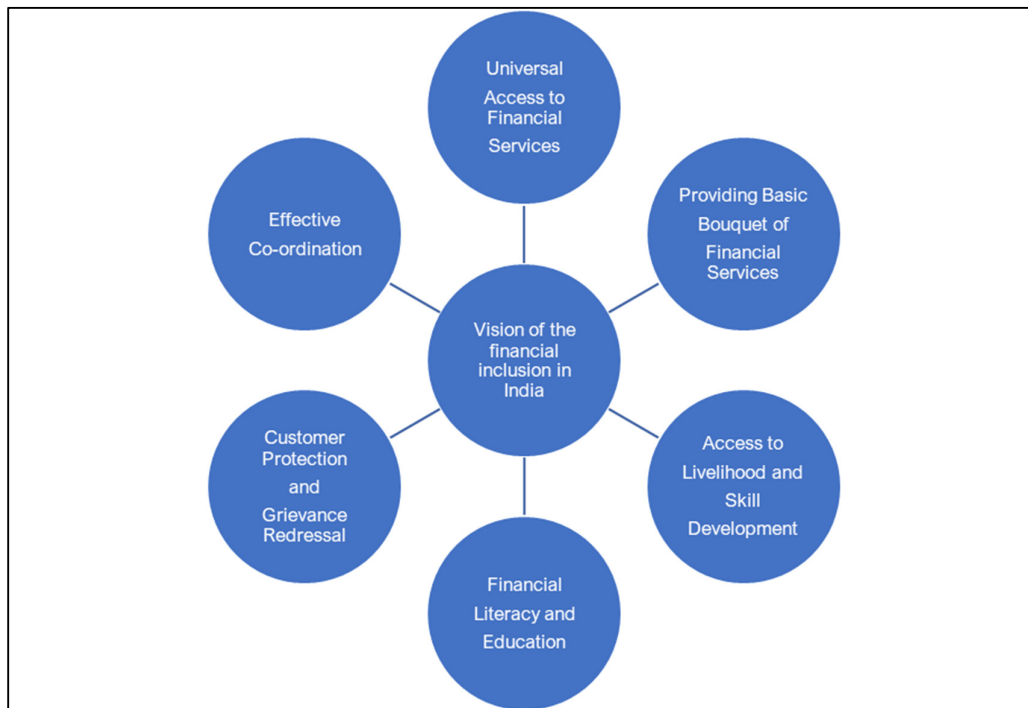 Universal
Access to
Financial
Services
Providing Basic
Bouquet of
Financial
Services
Access to
Livelihood and
Skill
Development
Financial
Literacy and
Education
Customer
Protection
and
Grievance
Redressal
Effective
Co-ordination
Vision of the
financial
inclusion in
India